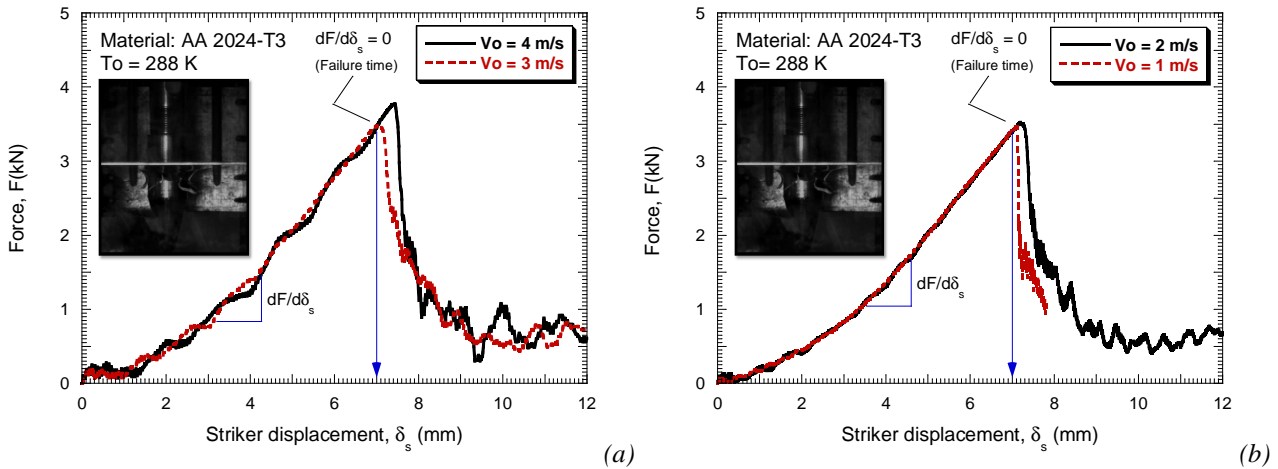 Material: AA 2024-T3
To = 288 K
dF/dδs = 0
(Failure time)
Vo = 4 m/s
Vo = 3 m/s
dF/dδs
5
4
3
2
1
0
Force, F(kN)
0 2 4 6 8 10 12
Striker displacement, δs (mm)
(a)
Material: AA 2024-T3
To= 288 K
dF/dδs = 0
(Failure time)
Vo = 2 m/s
Vo = 1 m/s
dF/dδs
5
4
3
2
1
0
Force, F(kN)
0 2 4 6 8 10 12
Striker displacement, δs (mm)
(b)